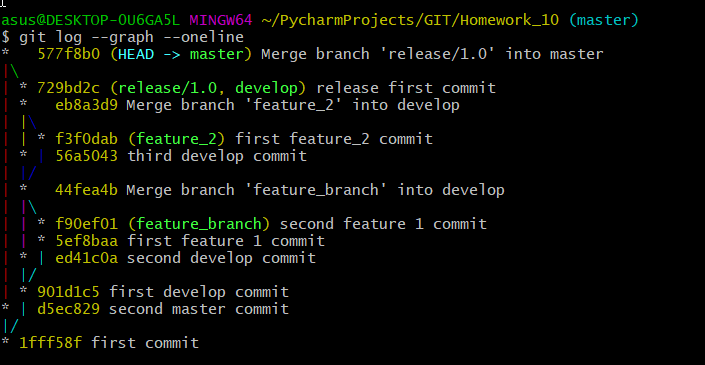 asus@DESKTOP-OU6GA5L MINGW64 ~/PycharmProjects/GIT/Homework_10 (master)
$ git log --graph --oneline
*   577f8b0 (HEAD -> master) Merge branch 'release/1.0' into master
|\
| * 729bd2c (release/1.0, develop) release first commit
| *   eb8a3d9 Merge branch 'feature_2' into develop
| |\
| | * f3f0dab (feature_2) first feature_2 commit
| * | 56a5043 third develop commit
| |/
| *   44fea4b Merge branch 'feature_branch' into develop
| |\
| | * f90ef01 (feature_branch) second feature 1 commit
| | * 5ef8baa first feature 1 commit
| * | ed41c0a second develop commit
| |/
| * 901d1c5 first develop commit
* | d5ec829 second master commit
|/
* 1fff58f first commit